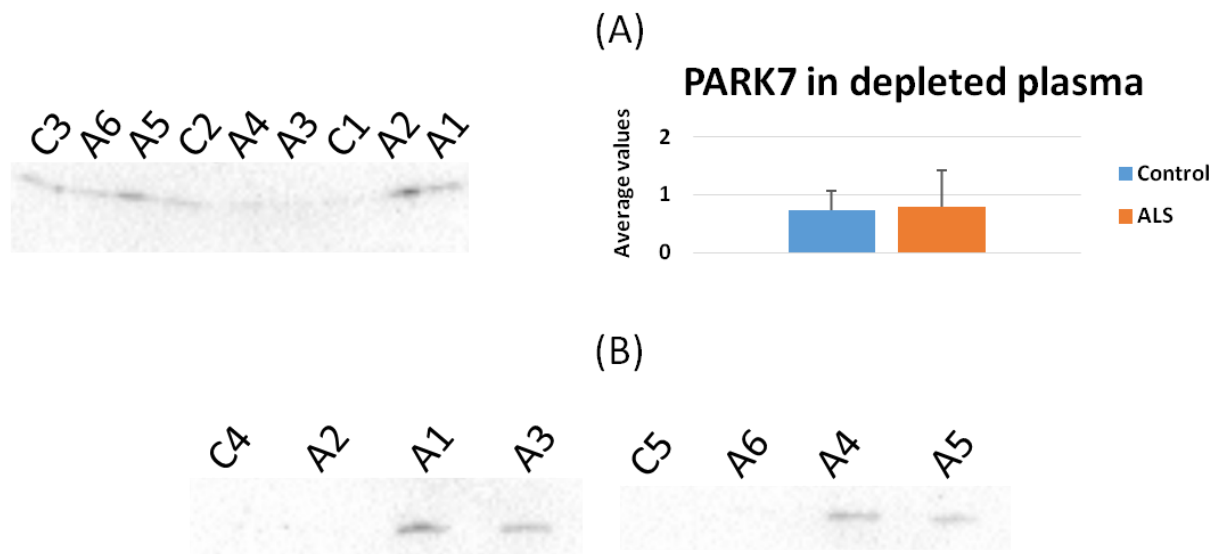 (A)
PARK7 in depleted plasma
C3 A6 A5 C2 A4 A3 C1 A2 A1
Average values
2
1
0
Control
ALS
(B)
C4 A2 A1 A3
C5 A6 A4 A5